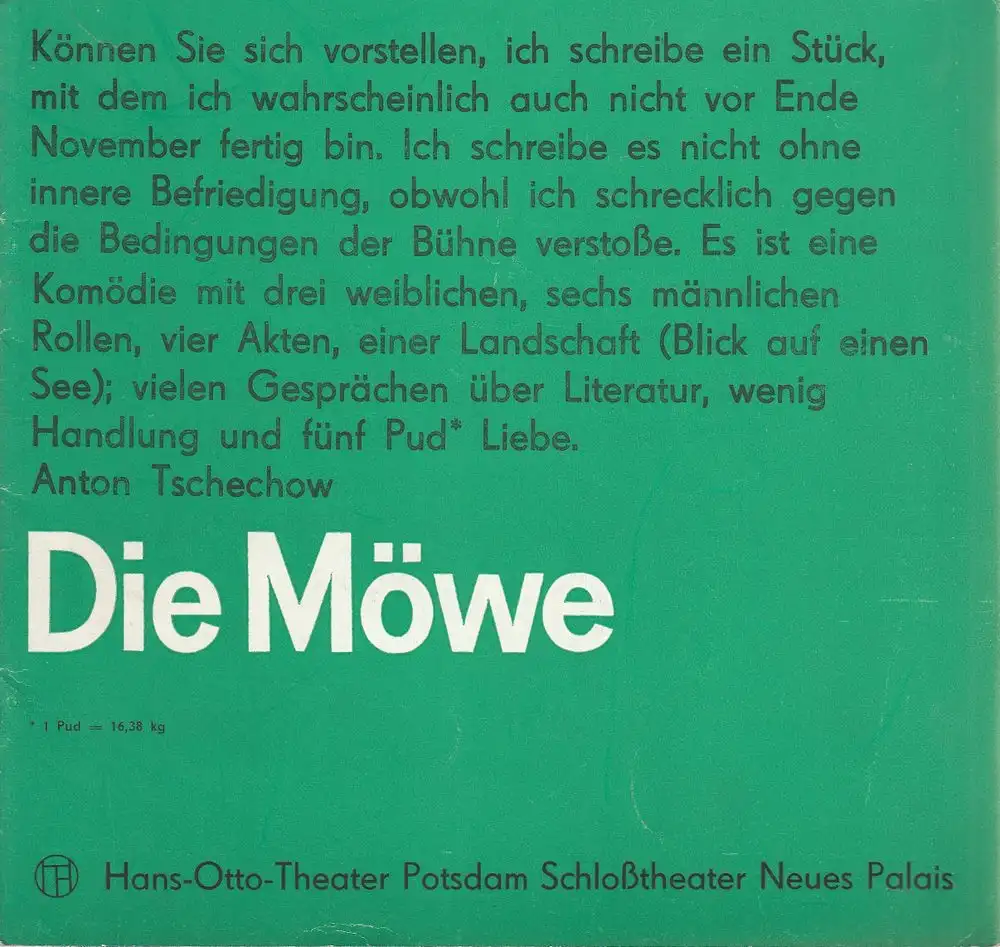 Können Sie sich vorstellen, ich schreibe ein Stück,
mit dem ich wahrscheinlich auch nicht vor Ende
November fertig bin. Ich schreibe es nicht ohne
innere Befriedigung, obwohl ich schrecklich gegen
die Bedingungen der Bühne verstoße. Es ist eine
Komödie mit drei weiblichen, sechs männlichen
Rollen, vier Akten, einer Landschaft (Blick auf einen
See); vielen Gesprächen über Literatur, wenig
Handlung und fünf Pud* Liebe.
Anton Tschechow
Die Möwe
* 1 Pud = 16,38 kg
Hans-Otto-Theater Potsdam Schloßtheater Neues Palais